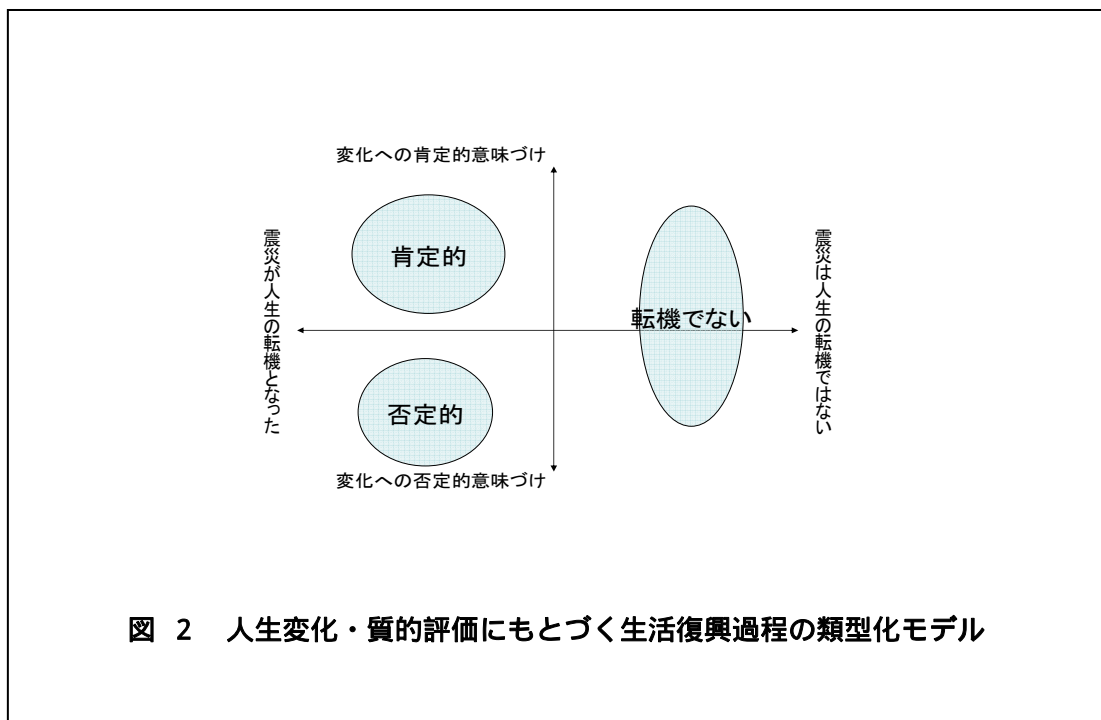 変化への肯定的意味づけ
肯定的
震災が人生の転機となった
転機でない
震災は人生の転機ではない
否定的
変化への否定的意味づけ
図 2 人生変化・質的評価にもとづく生活復興過程の類型化モデル